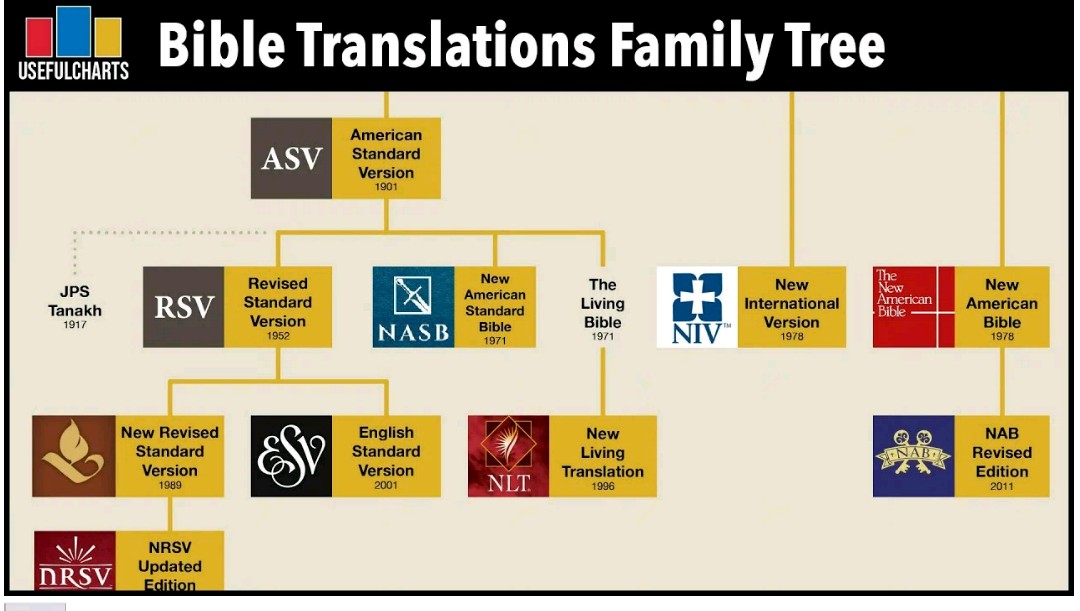 USEFULCHARTS
Bible Translations Family Tree
ASV
American
Standard
Version
1901
JPS
Tanakh
1917
RSV
Revised
Standard
Version
1952
NASB
New
American
Standard
Bible
1971
The
Living
Bible
1971
NIV™
New
International
Version
1978
The
New
American
Bible
New
American
Bible
1978
New Revised
Standard
Version
1989
ESV
English
Standard
Version
2001
NLT
New
Living
Translation
1996
NAB
NAB
Revised
Edition
2011
NRSV
NRSV
Updated
Edition